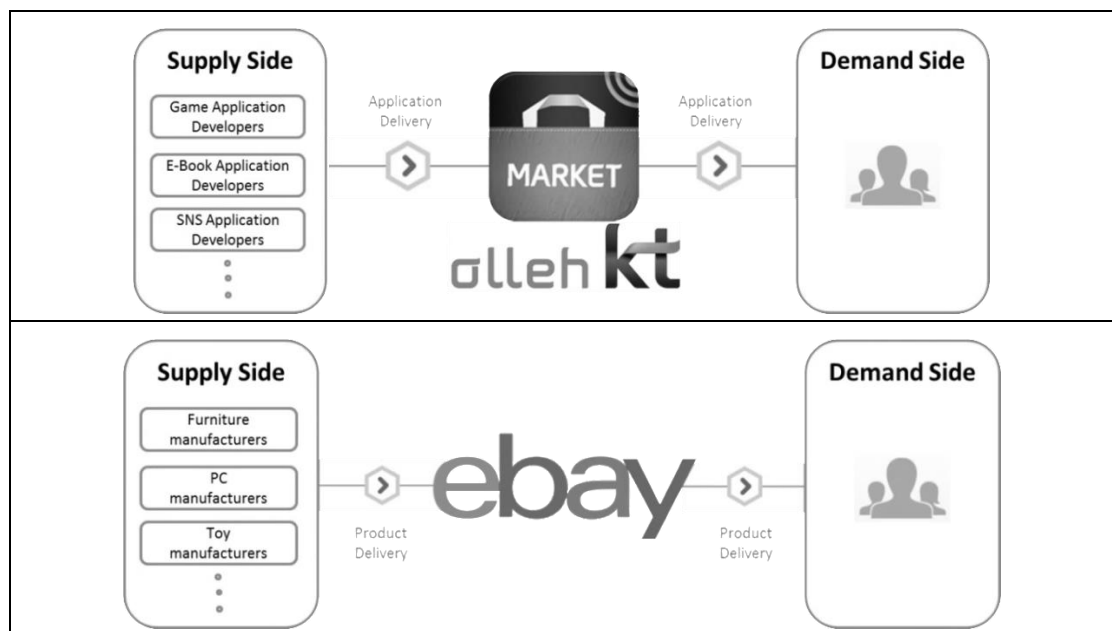 Supply Side
Game Application
Developers
E-Book Application
Developers
SNS Application
Developers
Application
Delivery
MARKET
olleh kt
Application
Delivery
Demand Side
Supply Side
Furniture
manufacturers
PC
manufacturers
Toy
manufacturers
Product
Delivery
ebay
Product
Delivery
Demand Side